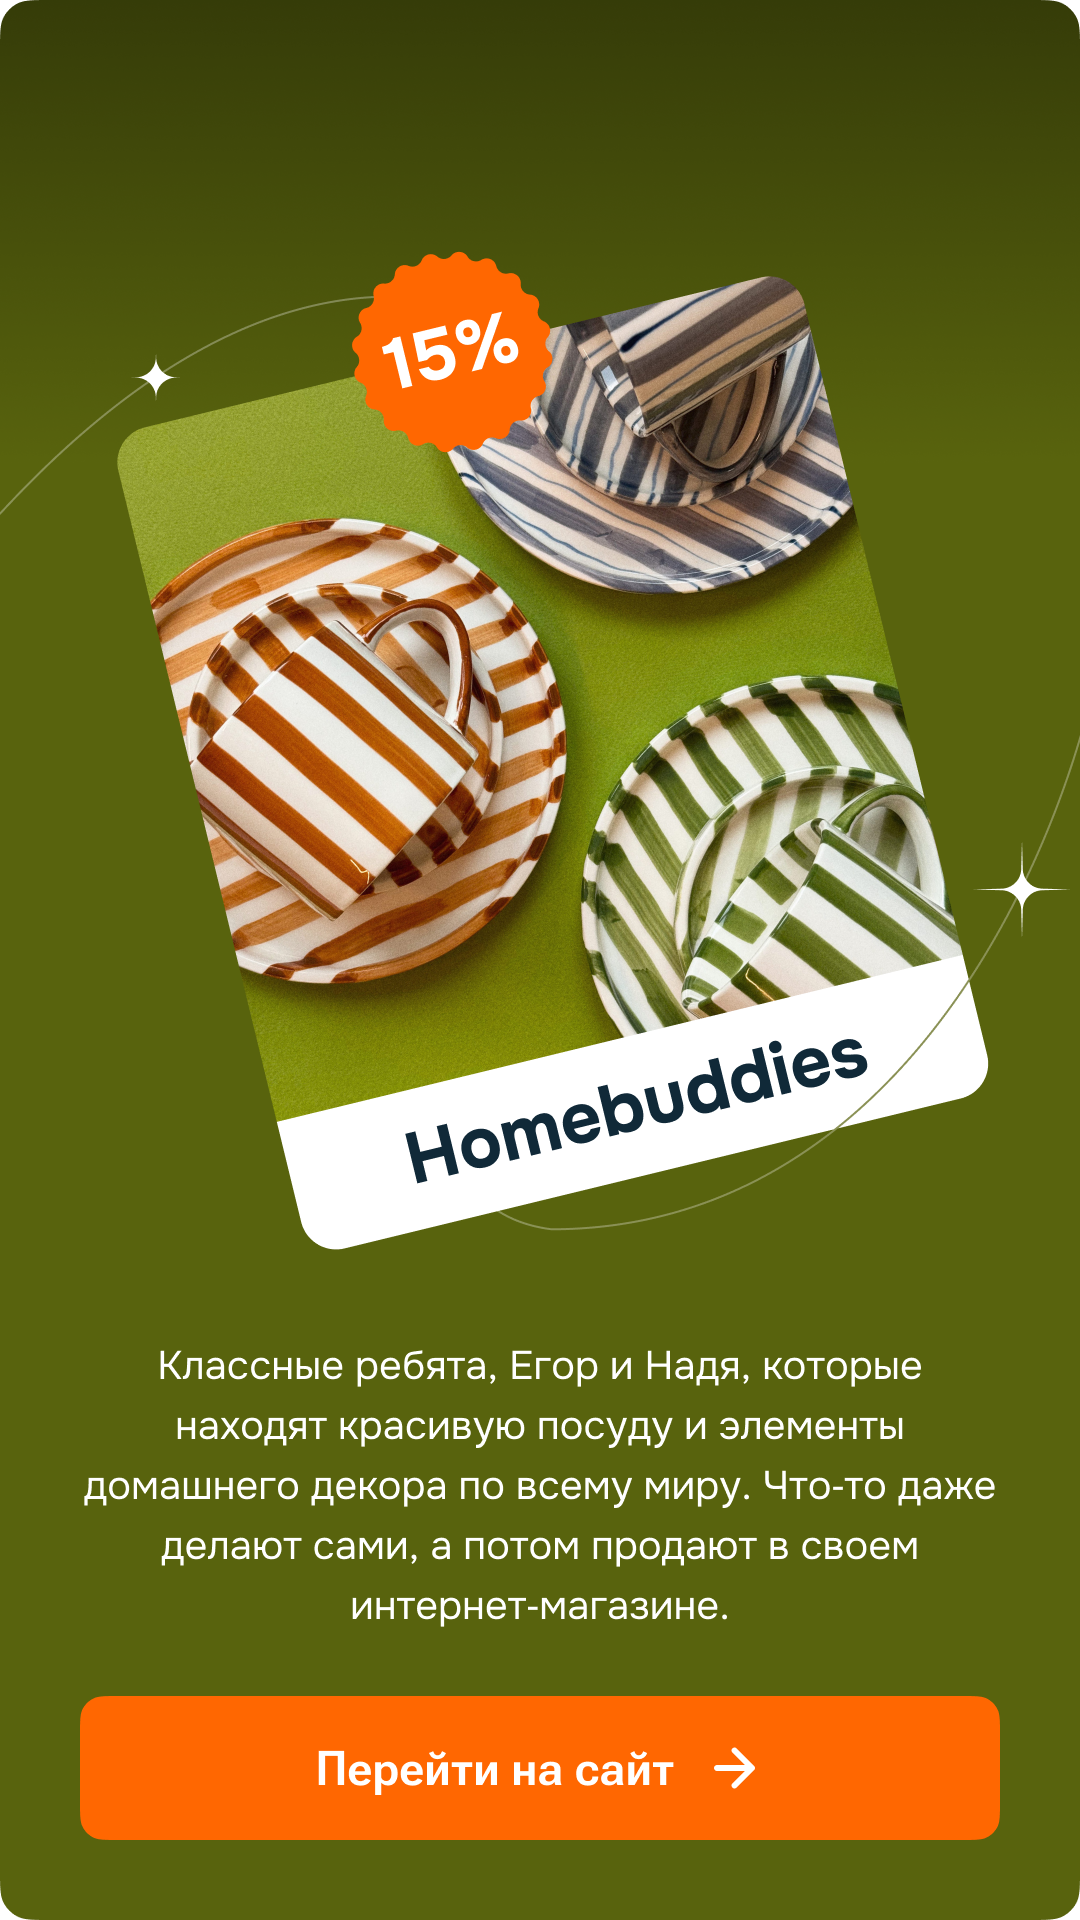 15%
Homebuddies
Классные ребята, Егор и Надя, которые
находят красивую посуду и элементы
домашнего декора по всему миру. Что-то даже
делают сами, а потом продают в своем
интернет-магазине.
Перейти на сайт